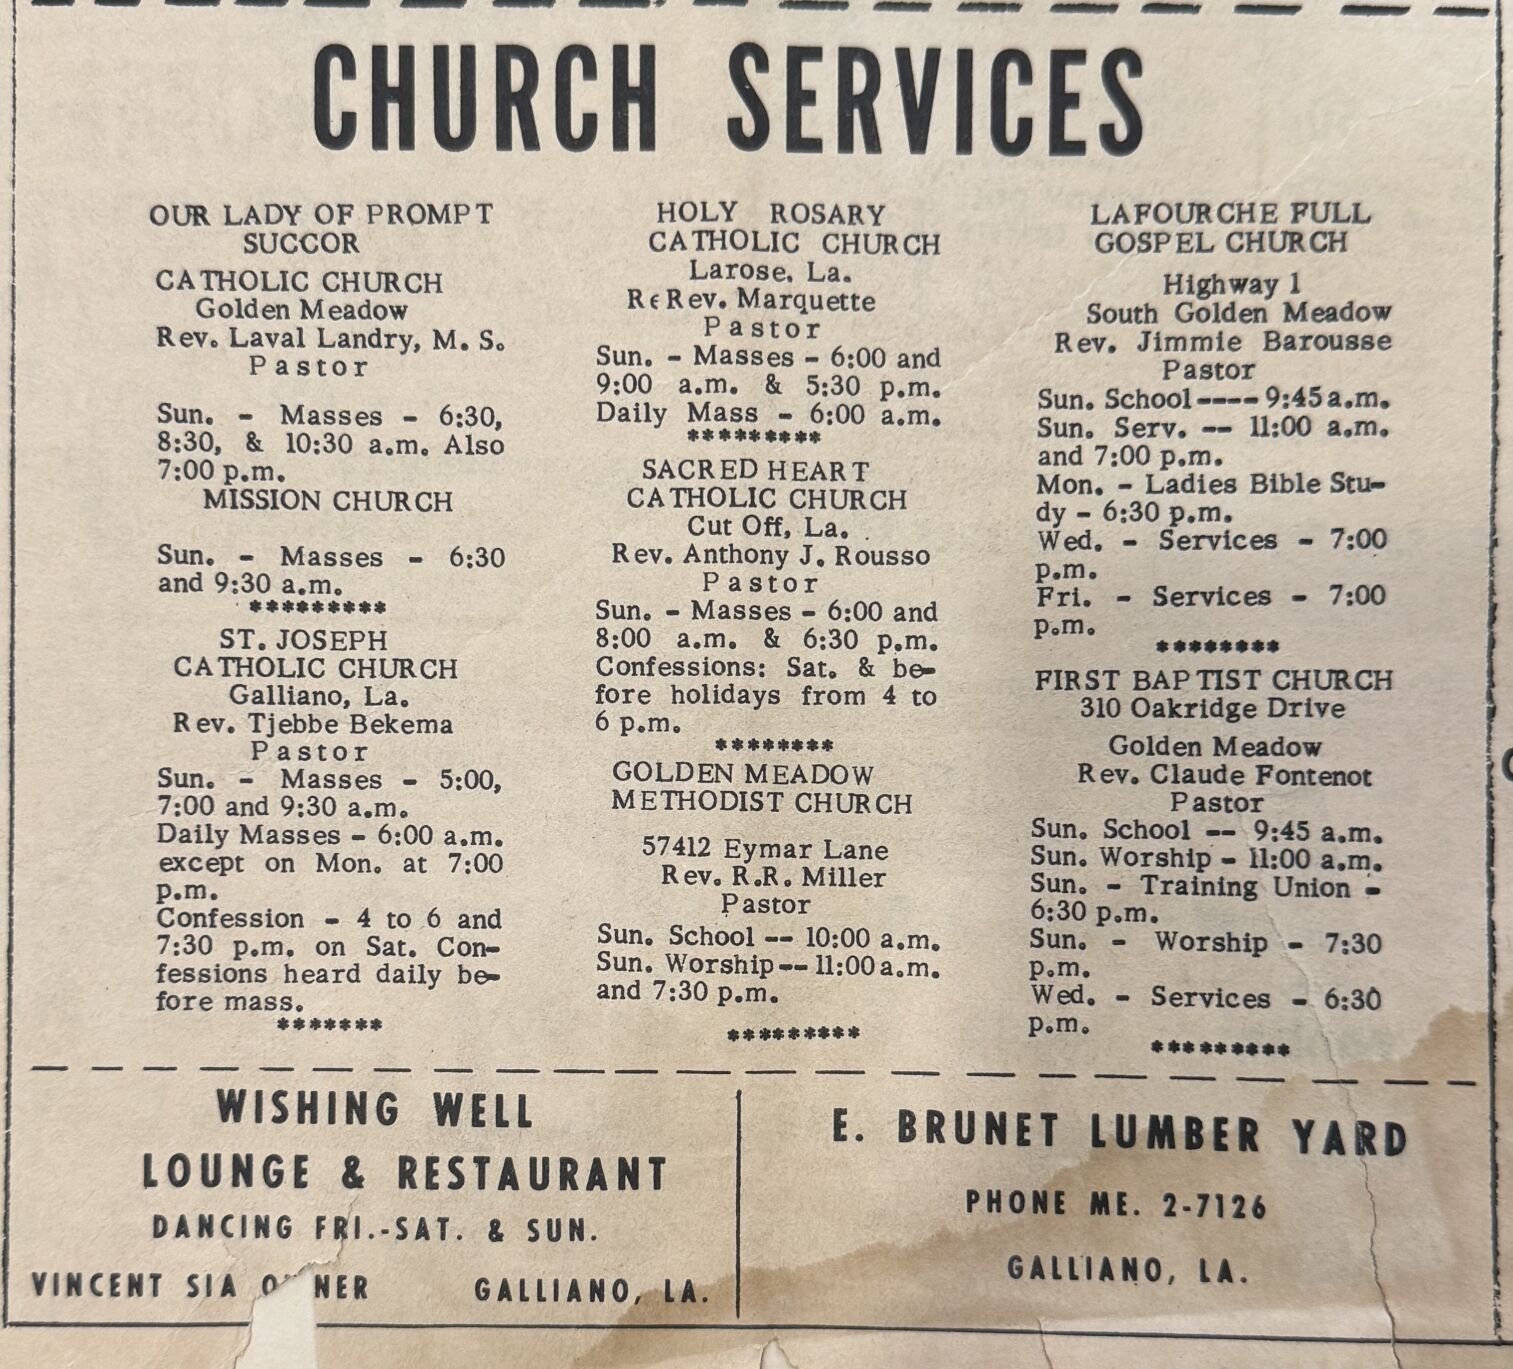 CHURCH SERVICES
OUR LADY OF PROMPT
SUCCOR
CATHOLIC CHURCH
Golden Meadow
Rev. Laval Landry, M. S.
Pastor
Sun. - Masses - 6:30,
8:30, & 10:30 a.m. Also
7:00 p.m.
MISSION CHURCH
Sun. - Masses - 6:30
and 9:30 a.m.
*********
ST. JOSEPH
CATHOLIC CHURCH
Galliano, La.
Rev. Tjebbe Bekema
Pastor
Sun. - Masses - 5:00,
7:00 and 9:30 a.m.
Daily Masses - 6:00 a.m.
except on Mon. at 7:00
p.m.
Confession - 4 to 6 and
7:30 p.m. on Sat. Con-
fessions heard daily be-
fore mass.
*******
HOLY ROSARY
CATHOLIC CHURCH
Larose, La.
Re Rev. Marquette
Pastor
Sun. - Masses - 6:00 and
9:00 a.m. & 5:30 p.m.
Daily Mass - 6:00 a.m.
*********
SACRED HEART
CATHOLIC CHURCH
Cut Off, La.
Rev. Anthony J. Rousso
Pastor
Sun. - Masses - 6:00 and
8:00 a.m. & 6:30 p.m.
Confessions: Sat. & be-
fore holidays from 4 to
6 p.m.
********
GOLDEN MEADOW
METHODIST CHURCH
57412 Eymar Lane
Rev. R.R. Miller
Pastor
Sun. School -- 10:00 a.m.
Sun. Worship -- 11:00 a.m.
and 7:30 p.m.
*********
LAFOURCHE FULL
GOSPEL CHURCH
Highway 1
South Golden Meadow
Rev. Jimmie Barousse
Pastor
Sun. School ---- 9:45 a.m.
Sun. Serv. -- 11:00 a.m.
and 7:00 p.m.
Mon. - Ladies Bible Stu-
dy - 6:30 p.m.
Wed. - Services - 7:00
p.m.
Fri. - Services - 7:00
p.m.
********
FIRST BAPTIST CHURCH
310 Oakridge Drive
Golden Meadow
Rev. Claude Fontenot
Pastor
Sun. School -- 9:45 a.m.
Sun. Worship - 11:00 a.m.
Sun. - Training Union -
6:30 p.m.
Sun. - Worship - 7:30
p.m.
Wed. - Services - 6:30
p.m.
*********
WISHING WELL
LOUNGE & RESTAURANT
DANCING FRI.-SAT. & SUN.
VINCENT SIA OWNER GALLIANO, LA.
E. BRUNET LUMBER YARD
PHONE ME. 2-7126
GALLIANO, LA.